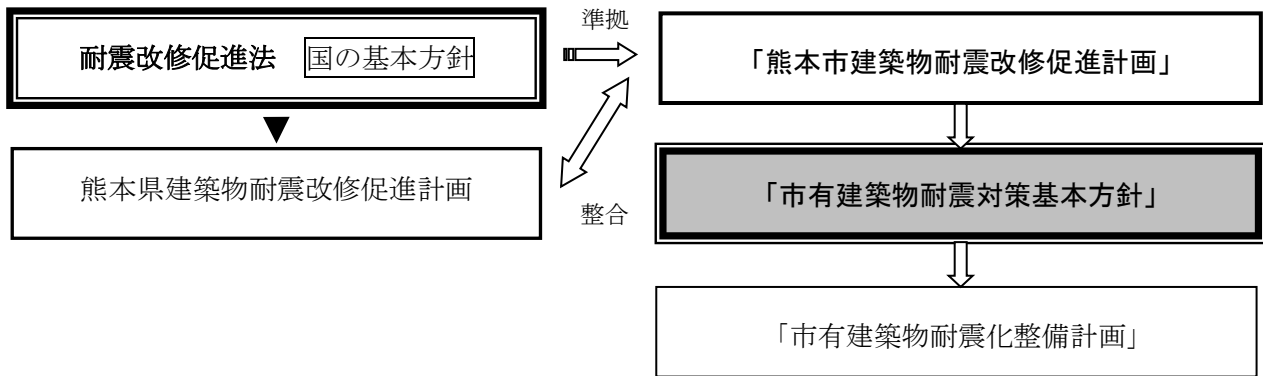 準拠
耐震改修促進法 国の基本方針
「熊本市建築物耐震改修促進計画」
熊本県建築物耐震改修促進計画
整合
「市有建築物耐震対策基本方針」
「市有建築物耐震化整備計画」